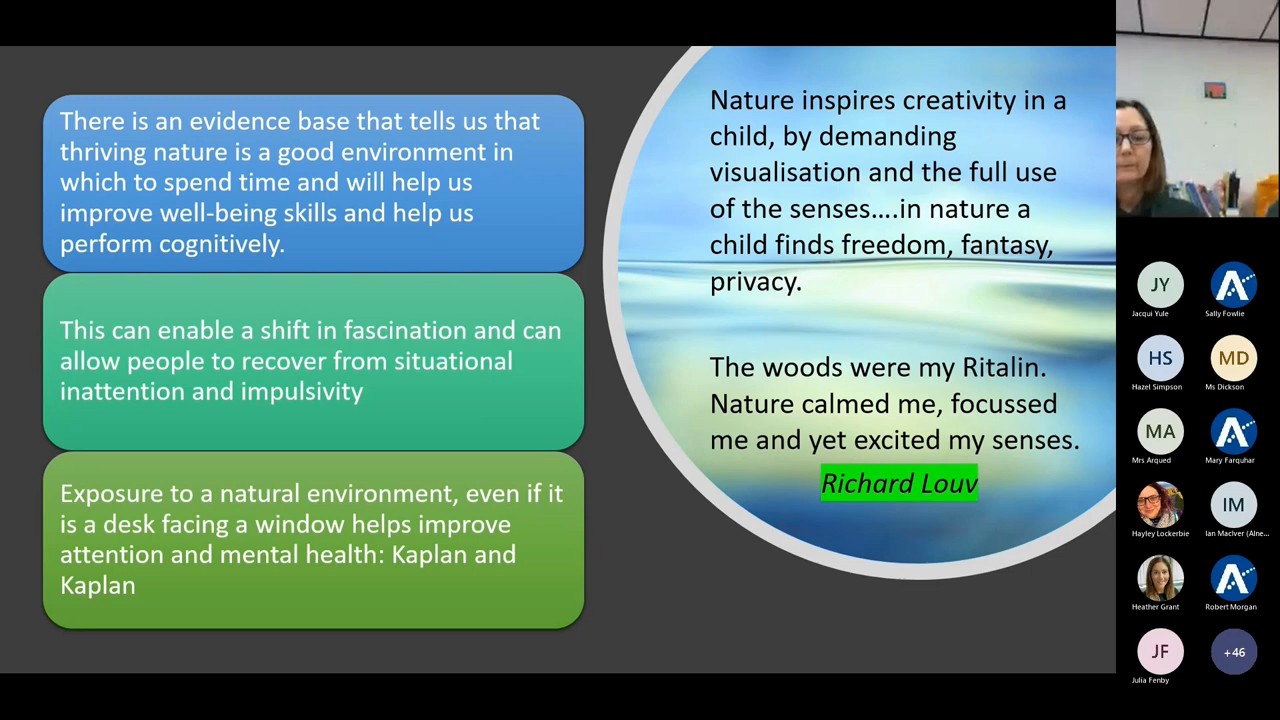 There is an evidence base that tells us that
thriving nature is a good environment in
which to spend time and will help us
improve well-being skills and help us
perform cognitively.
This can enable a shift in fascination and can
allow people to recover from situational
inattention and impulsivity
Exposure to a natural environment, even if it
is a desk facing a window helps improve
attention and mental health: Kaplan and
Kaplan
Nature inspires creativity in a
child, by demanding
visualisation and the full use
of the senses….in nature a
child finds freedom, fantasy,
privacy.
The woods were my Ritalin.
Nature calmed me, focussed
me and yet excited my senses.
Richard Louv
JY
Jacqui Yule
Sally Fowlie
HS
Hazel Simpson
MD
Ms Dickson
MA
Mrs Arqued
Mary Farquhar
Hayley Lockerbie
IM
Ian MacIver (Alne...
Heather Grant
Robert Morgan
JF
Julia Fenby
+46